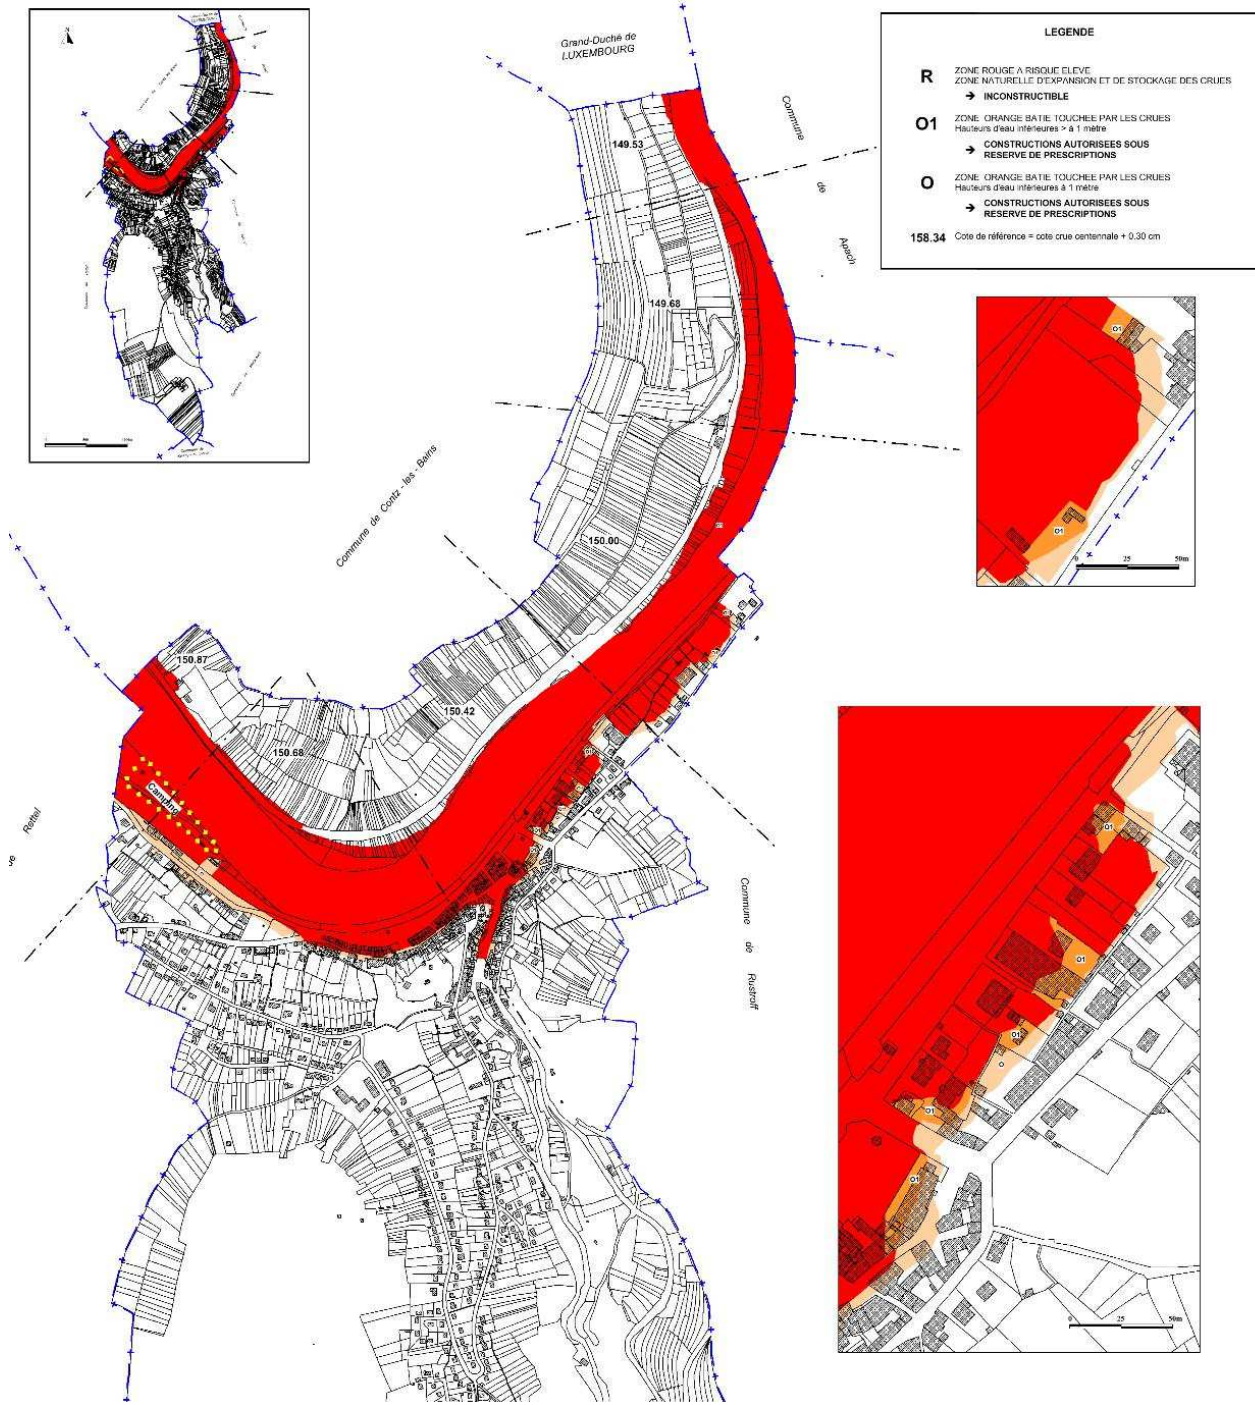 Grand-Duché de
LUXEMBOURG
LEGENDE
R
ZONE ROUGE A RISQUE ELEVE
ZONE NATURELLE D'EXPANSION ET DE STOCKAGE DES CRUES
➔ INCONSTRUCTIBLE
O1
ZONE ORANGE BATIE TOUCHEE PAR LES CRUES
Hauteurs d'eau inférieures > à 1 mètre
➔ CONSTRUCTIONS AUTORISEES SOUS
RESERVE DE PRESCRIPTIONS
O
ZONE ORANGE BATIE TOUCHEE PAR LES CRUES
Hauteurs d'eau inférieures à 1 mètre
➔ CONSTRUCTIONS AUTORISEES SOUS
RESERVE DE PRESCRIPTIONS
158.34 Cote de référence = cote crue centennale + 0.30 cm
N
Commune
de
Apach
149.53
149.68
150.00
150.42
150.68
150.87
Commune de Contz - les - Bains
Camping
Rettel
Commune
de
Rustroff
O1
O1
0 25 50m
O1
O1
O1
O
O1
O1
0 25 50m